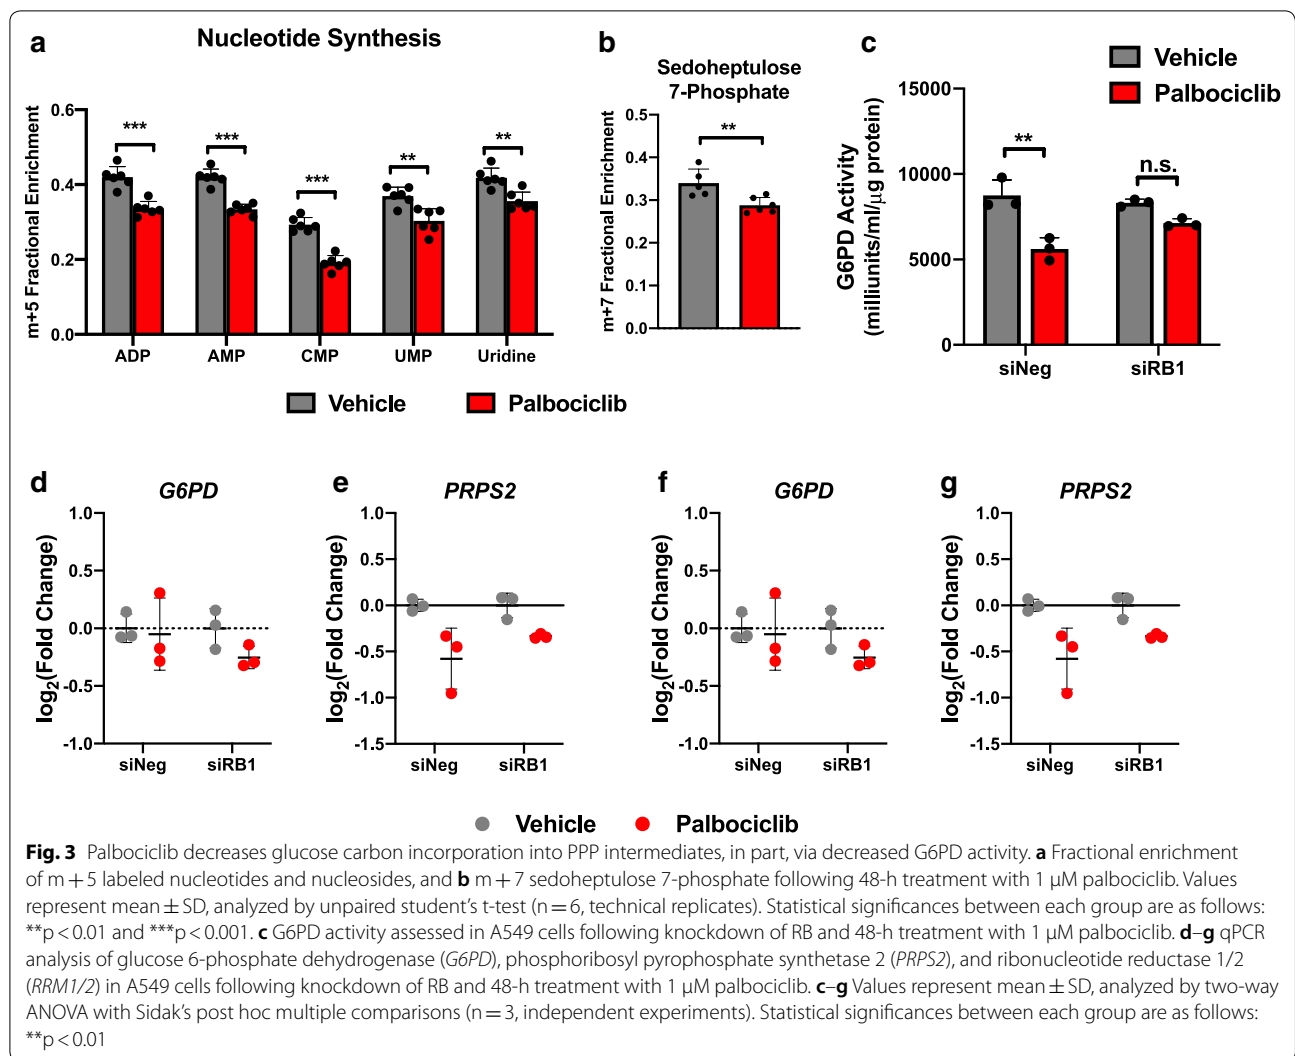 a
Nucleotide Synthesis
m+5 Fractional Enrichment
0.6
0.4
0.2
0.0
***
***
***
**
**
ADP
AMP
CMP
UMP
Uridine
Vehicle
Palbociclib
b
Sedoheptulose
7-Phosphate
m+7 Fractional Enrichment
0.5
0.4
0.3
0.2
0.1
0.0
**
c
Vehicle
Palbociclib
G6PD Activity
(milliunits/ml/µg protein)
15000
10000
5000
0
**
n.s.
siNeg
siRB1
d
G6PD
log2(Fold Change)
1.0
0.5
0.0
-0.5
-1.0
siNeg
siRB1
e
PRPS2
log2(Fold Change)
1.0
0.5
0.0
-0.5
-1.0
-1.5
siNeg
siRB1
f
G6PD
log2(Fold Change)
1.0
0.5
0.0
-0.5
-1.0
siNeg
siRB1
g
PRPS2
log2(Fold Change)
1.0
0.5
0.0
-0.5
-1.0
-1.5
siNeg
siRB1
Vehicle
Palbociclib
Fig. 3 Palbociclib decreases glucose carbon incorporation into PPP intermediates, in part, via decreased G6PD activity. a Fractional enrichment
of m + 5 labeled nucleotides and nucleosides, and b m + 7 sedoheptulose 7-phosphate following 48-h treatment with 1 µM palbociclib. Values
represent mean ± SD, analyzed by unpaired student's t-test (n = 6, technical replicates). Statistical significances between each group are as follows:
**p < 0.01 and ***p < 0.001. c G6PD activity assessed in A549 cells following knockdown of RB and 48-h treatment with 1 µM palbociclib. d–g qPCR
analysis of glucose 6-phosphate dehydrogenase (G6PD), phosphoribosyl pyrophosphate synthetase 2 (PRPS2), and ribonucleotide reductase 1/2
(RRM1/2) in A549 cells following knockdown of RB and 48-h treatment with 1 µM palbociclib. c–g Values represent mean ± SD, analyzed by two-way
ANOVA with Sidak's post hoc multiple comparisons (n = 3, independent experiments). Statistical significances between each group are as follows:
**p < 0.01